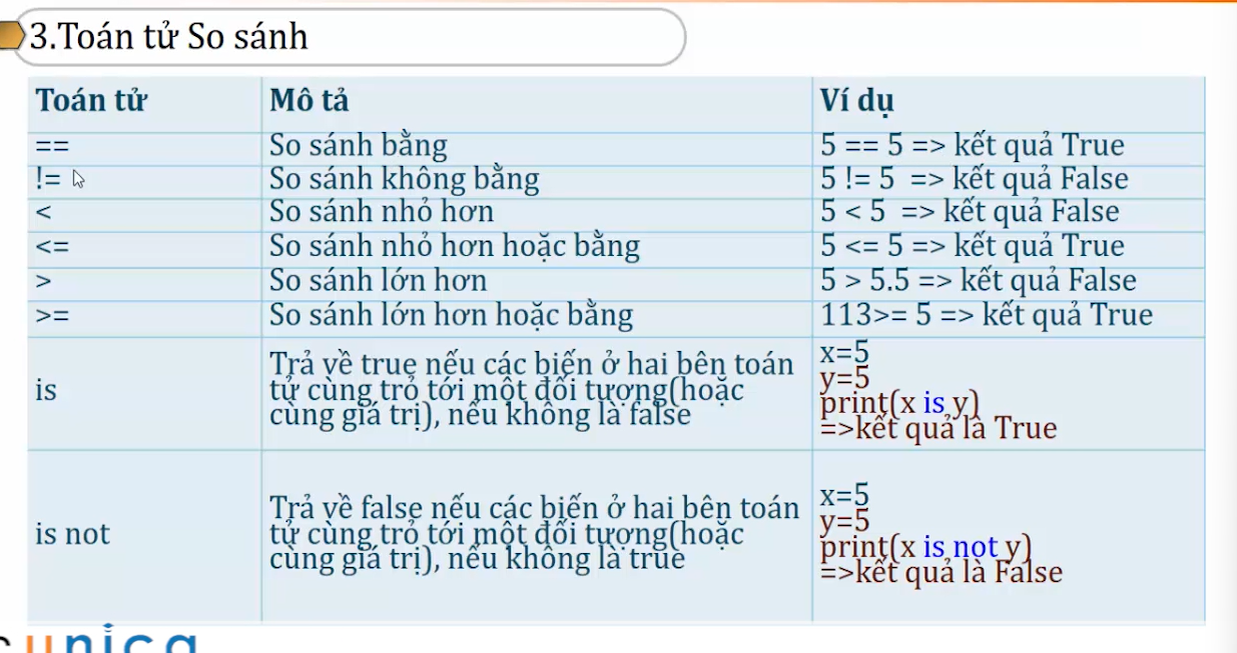 3.Toán tử So sánh
Toán tử Mô tả Ví dụ
== So sánh bằng 5 == 5 => kết quả True
!= So sánh không bằng 5 != 5 => kết quả False
< So sánh nhỏ hơn 5 < 5 => kết quả False
<= So sánh nhỏ hơn hoặc bằng 5 <= 5 => kết quả True
> So sánh lớn hơn 5 > 5.5 => kết quả False
>= So sánh lớn hơn hoặc bằng 113>= 5 => kết quả True
is
Trả về true nếu các biến ở hai bên toán
tử cùng trỏ tới một đối tượng(hoặc
cùng giá trị), nếu không là false
x=5
y=5
print(x is y)
=>kết quả là True
is not
Trả về false nếu các biến ở hai bên toán
tử cùng trỏ tới một đối tượng(hoặc
cùng giá trị), nếu không là true
x=5
y=5
print(x is not y)
=>kết quả là False
unica